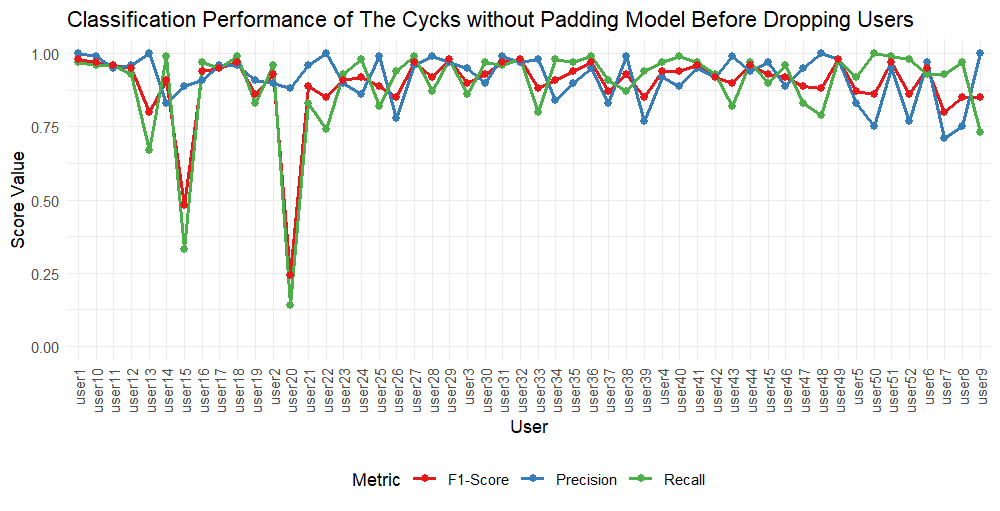 Classification Performance of The Cycks without Padding Model Before Dropping Users
Score Value
1.00
0.75
0.50
0.25
0.00
user1
user10
user11
user12
user13
user14
user15
user16
user17
user18
user19
user2
user20
user21
user22
user23
user24
user25
user26
user27
user28
user29
user3
user30
user31
user32
user33
user34
user35
user36
user37
user38
user39
user4
user40
user41
user42
user43
user44
user45
user46
user47
user48
user49
user5
user50
user51
user52
user6
user7
user8
user9
User
Metric F1-Score Precision Recall